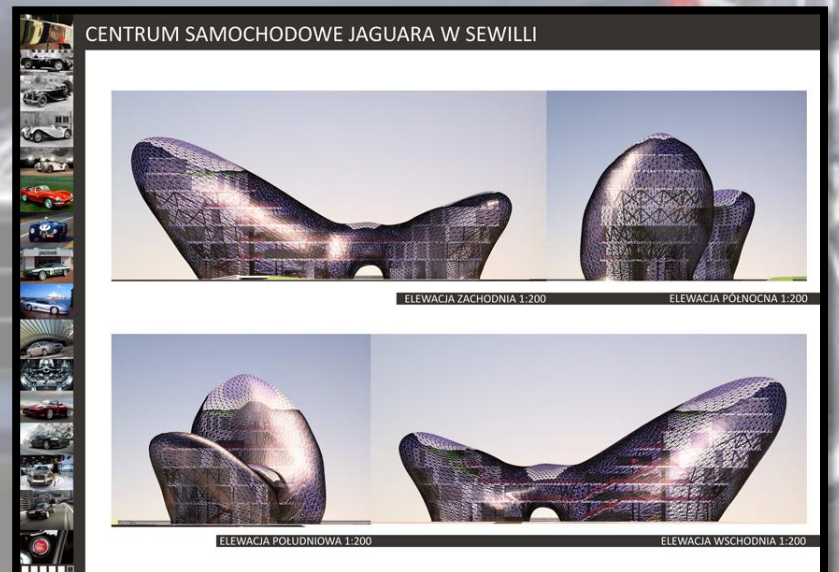 CENTRUM SAMOCHODOWE JAGUARA W SEWILLI
JAGUAR
ELEWACJA ZACHODNIA 1:200
ELEWACJA PÓŁNOCNA 1:200
ELEWACJA POŁUDNIOWA 1:200
ELEWACJA WSCHODNIA 1:200